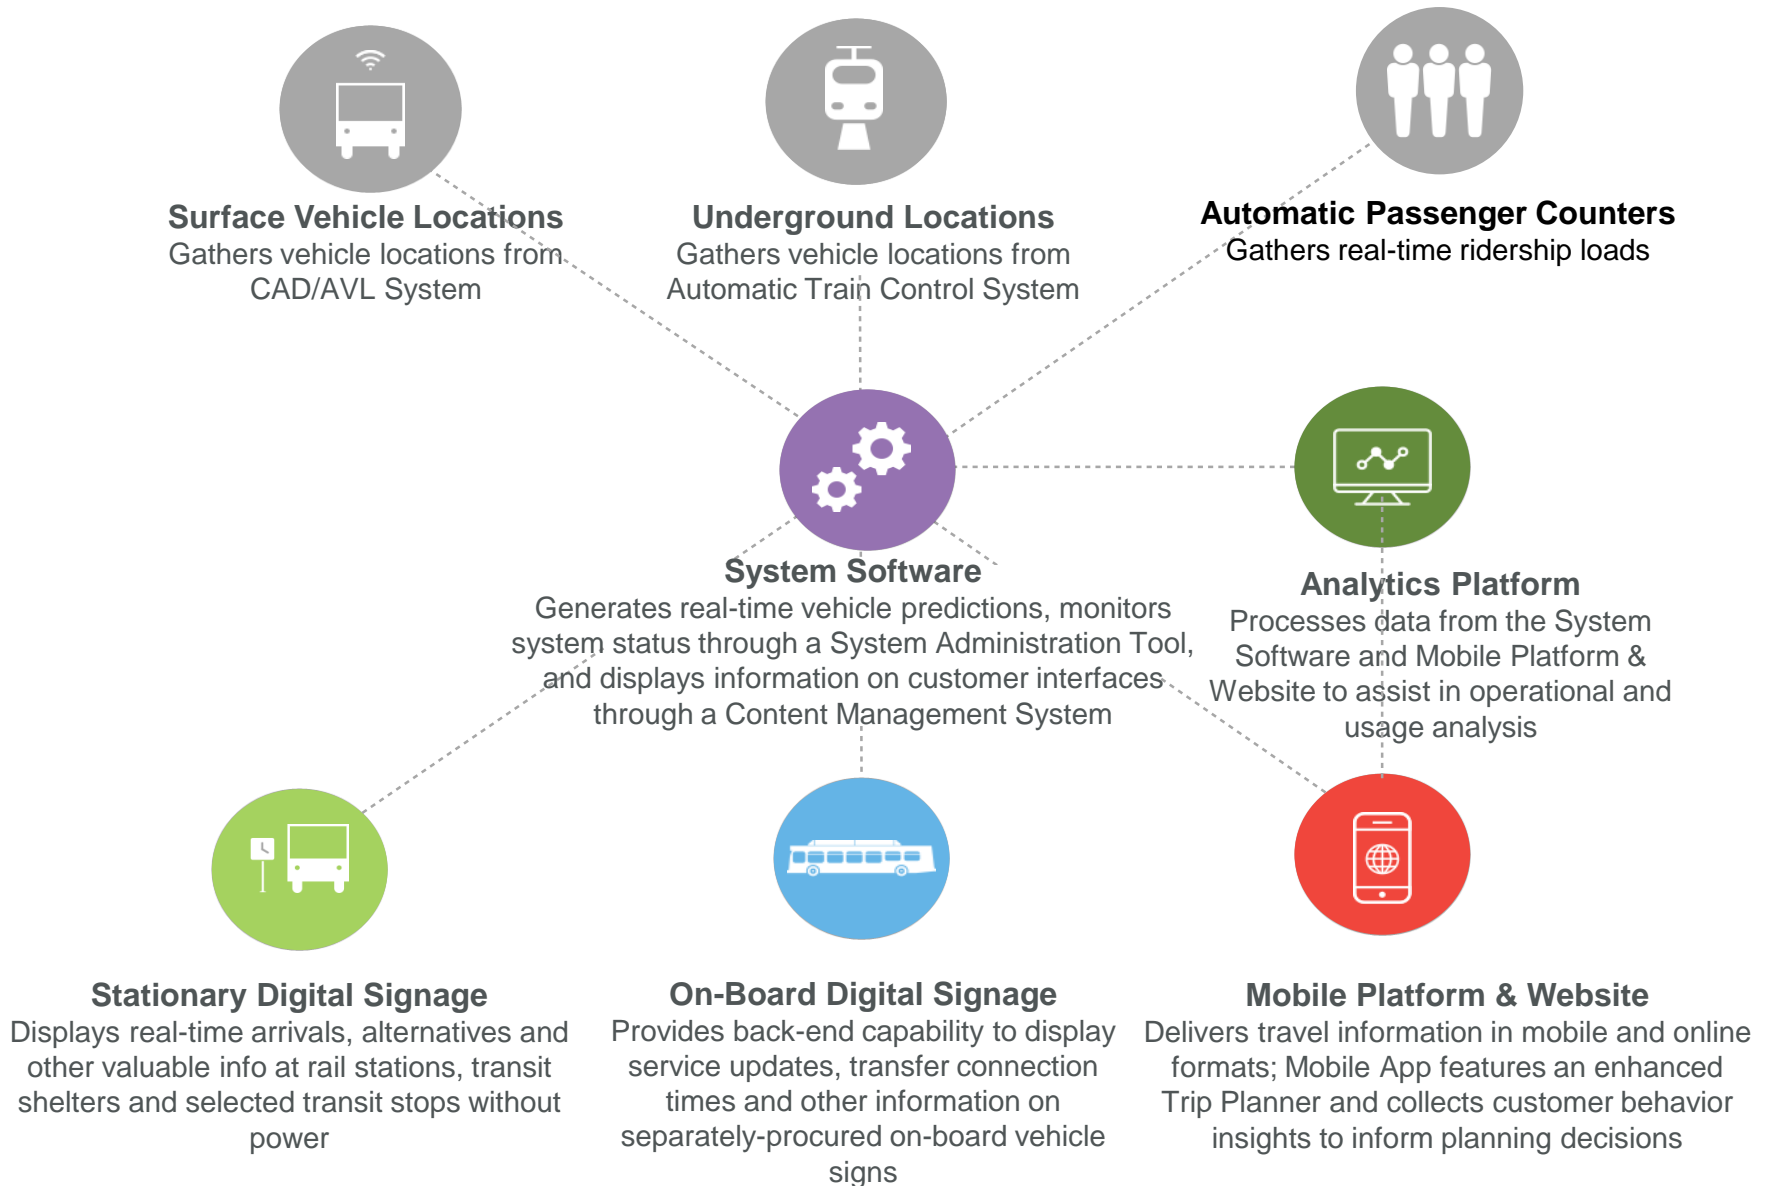 Surface Vehicle Locations
Gathers vehicle locations from
CAD/AVL System
Underground Locations
Gathers vehicle locations from
Automatic Train Control System
Automatic Passenger Counters
Gathers real-time ridership loads
System Software
Generates real-time vehicle predictions, monitors
system status through a System Administration Tool,
and displays information on customer interfaces
through a Content Management System
Analytics Platform
Processes data from the System
Software and Mobile Platform &
Website to assist in operational and
usage analysis
Stationary Digital Signage
Displays real-time arrivals, alternatives and
other valuable info at rail stations, transit
shelters and selected transit stops without
power
On-Board Digital Signage
Provides back-end capability to display
service updates, transfer connection
times and other information on
separately-procured on-board vehicle
signs
Mobile Platform & Website
Delivers travel information in mobile and online
formats; Mobile App features an enhanced
Trip Planner and collects customer behavior
insights to inform planning decisions